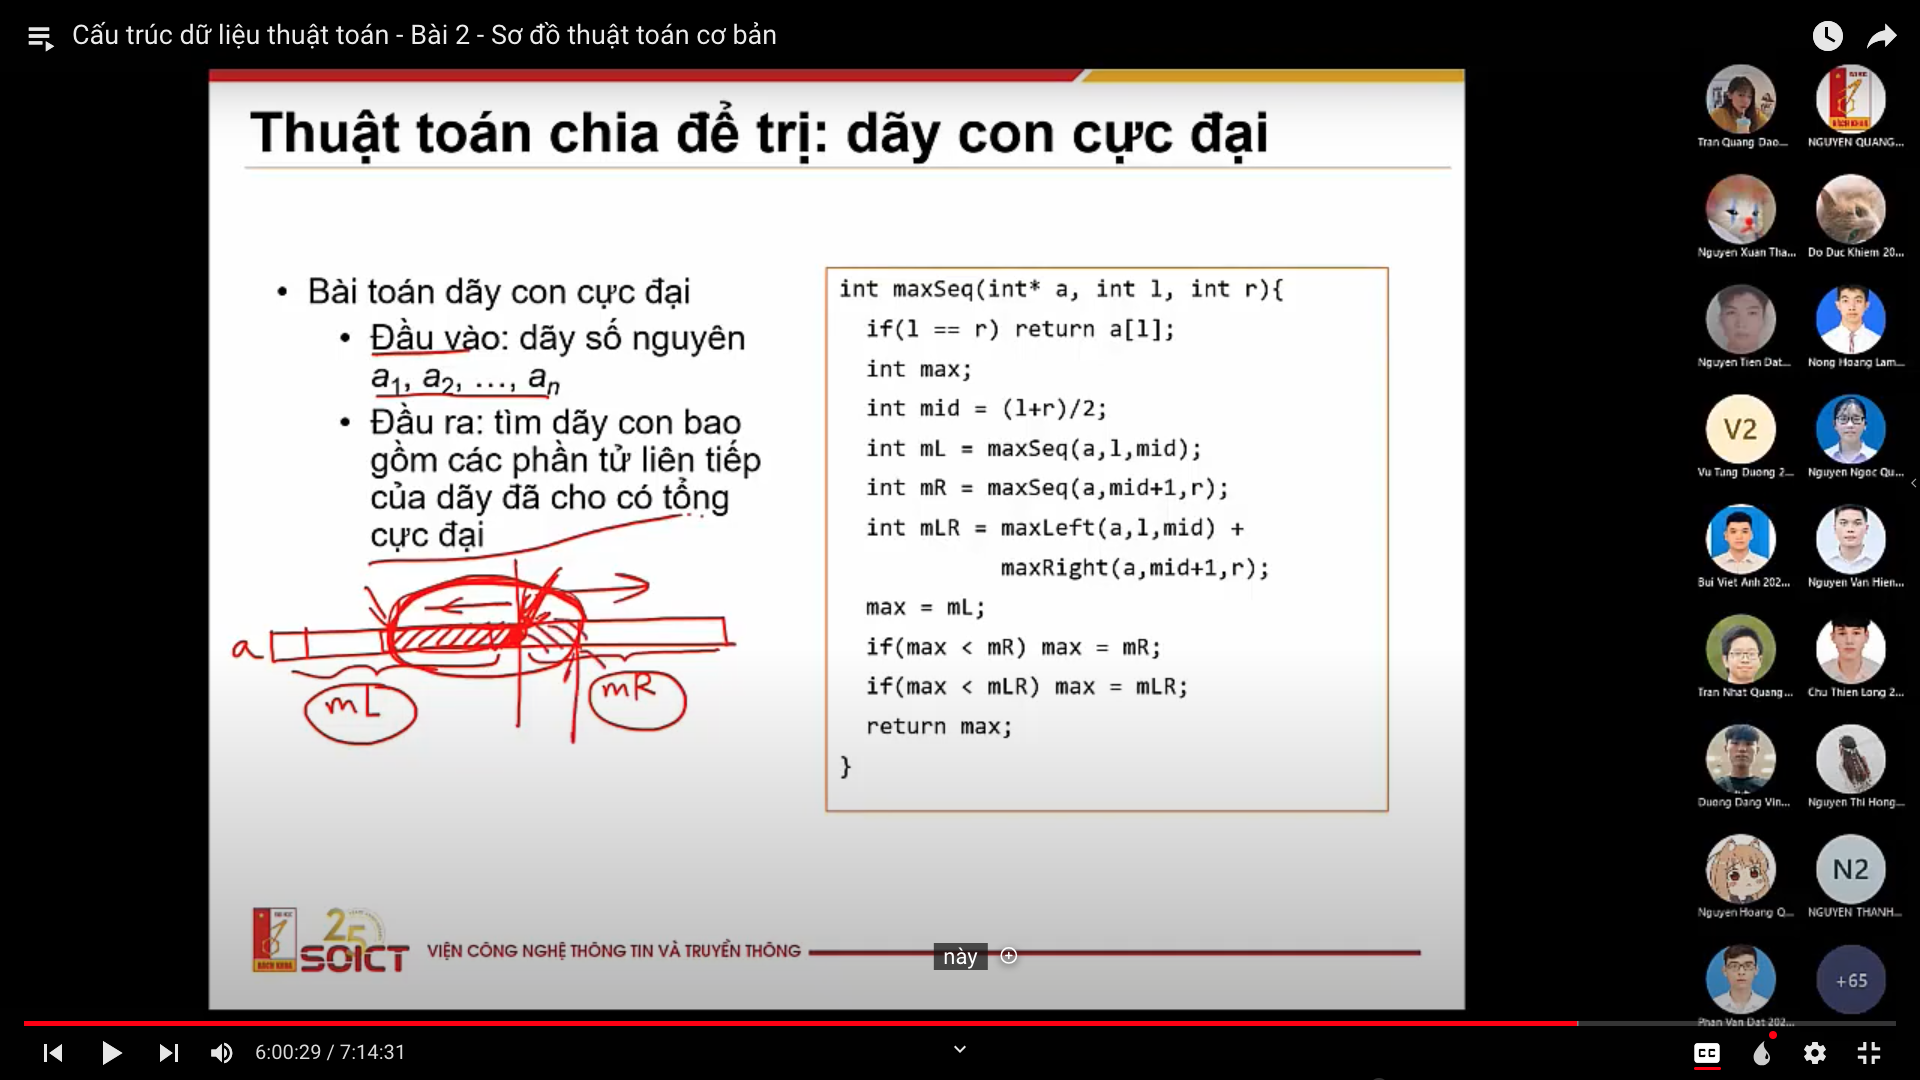 Cấu trúc dữ liệu thuật toán - Bài 2 - Sơ đồ thuật toán cơ bản
Thuật toán chia để trị: dãy con cực đại
• Bài toán dãy con cực đại
• Đầu vào: dãy số nguyên
a1, a2, …, an
• Đầu ra: tìm dãy con bao
gồm các phần tử liên tiếp
của dãy đã cho có tổng
cực đại
a
mL
mR
int maxSeq(int* a, int l, int r){
if(l == r) return a[l];
int max;
int mid = (l+r)/2;
int mL = maxSeq(a,l,mid);
int mR = maxSeq(a,mid+1,r);
int mLR = maxLeft(a,l,mid) +
maxRight(a,mid+1,r);
max = mL;
if(max < mR) max = mR;
if(max < mLR) max = mLR;
return max;
}
25
SOICT
VIỆN CÔNG NGHỆ THÔNG TIN VÀ TRUYỀN THÔNG
này
Tran Quang Dao... NGUYEN QUANG...
Nguyen Xuan Tha... Do Duc Khiem 20...
Nguyen Tien Dat... Nong Hoang Lam...
V2
Vu Tung Duong 2... Nguyen Ngoc Qu...
Bui Viet Anh 202... Nguyen Van Hien...
Tran Nhat Quang... Chu Thien Long 2...
Duong Dang Vin... Nguyen Thi Hong...
N2
Nguyen Hoang Q... NGUYEN THANH...
+65
Phan Van Dat 202...
6:00:29 / 7:14:31
CC